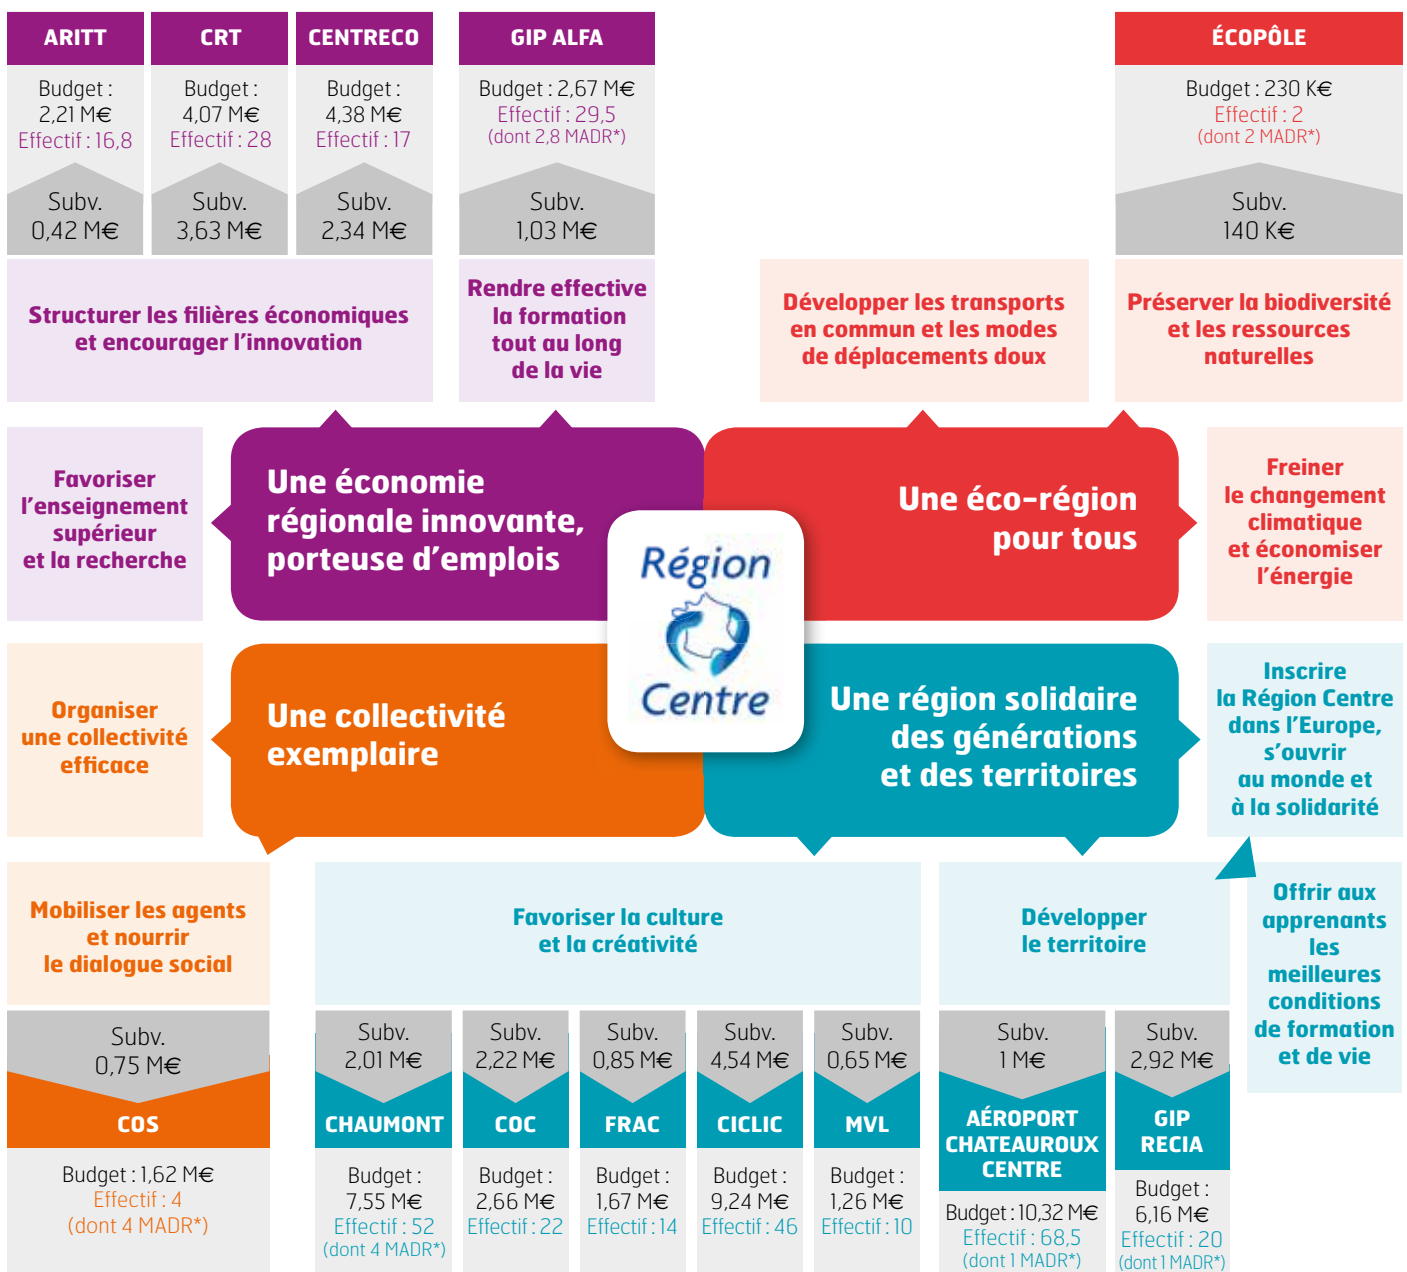 ARITT
Budget :
2,21 M€
Effectif : 16,8
Subv.
0,42 M€
CRT
Budget :
4,07 M€
Effectif : 28
Subv.
3,63 M€
CENTRECO
Budget :
4,38 M€
Effectif : 17
Subv.
2,34 M€
GIP ALFA
Budget : 2,67 M€
Effectif : 29,5
(dont 2,8 MADR*)
Subv.
1,03 M€
ÉCOPÔLE
Budget : 230 K€
Effectif : 2
(dont 2 MADR*)
Subv.
140 K€
Structurer les filières économiques
et encourager l'innovation
Rendre effective
la formation
tout au long
de la vie
Développer les transports
en commun et les modes
de déplacements doux
Préserver la biodiversité
et les ressources
naturelles
Favoriser
l'enseignement
supérieur
et la recherche
Une économie
régionale innovante,
porteuse d'emplois
Une éco-région
pour tous
Freiner
le changement
climatique
et économiser
l'énergie
Région
Centre
Organiser
une collectivité
efficace
Une collectivité
exemplaire
Une région solidaire
des générations
et des territoires
Inscrire
la Région Centre
dans l'Europe,
s'ouvrir
au monde et
à la solidarité
Mobiliser les agents
et nourrir
le dialogue social
Favoriser la culture
et la créativité
Développer
le territoire
Offrir aux
apprenants
les
meilleures
conditions
de formation
et de vie
Subv.
0,75 M€
COS
Budget : 1,62 M€
Effectif : 4
(dont 4 MADR*)
Subv.
2,01 M€
CHAUMONT
Budget :
7,55 M€
Effectif : 52
(dont 4 MADR*)
Subv.
2,22 M€
COC
Budget :
2,66 M€
Effectif : 22
Subv.
0,85 M€
FRAC
Budget :
1,67 M€
Effectif : 14
Subv.
4,54 M€
CICLIC
Budget :
9,24 M€
Effectif : 46
Subv.
0,65 M€
MVL
Budget :
1,26 M€
Effectif : 10
Subv.
1 M€
AÉROPORT
CHATEAUROUX
CENTRE
Budget : 10,32 M€
Effectif : 68,5
(dont 1 MADR*)
Subv.
2,92 M€
GIP
RECIA
Budget :
6,16 M€
Effectif : 20
(dont 1 MADR*)